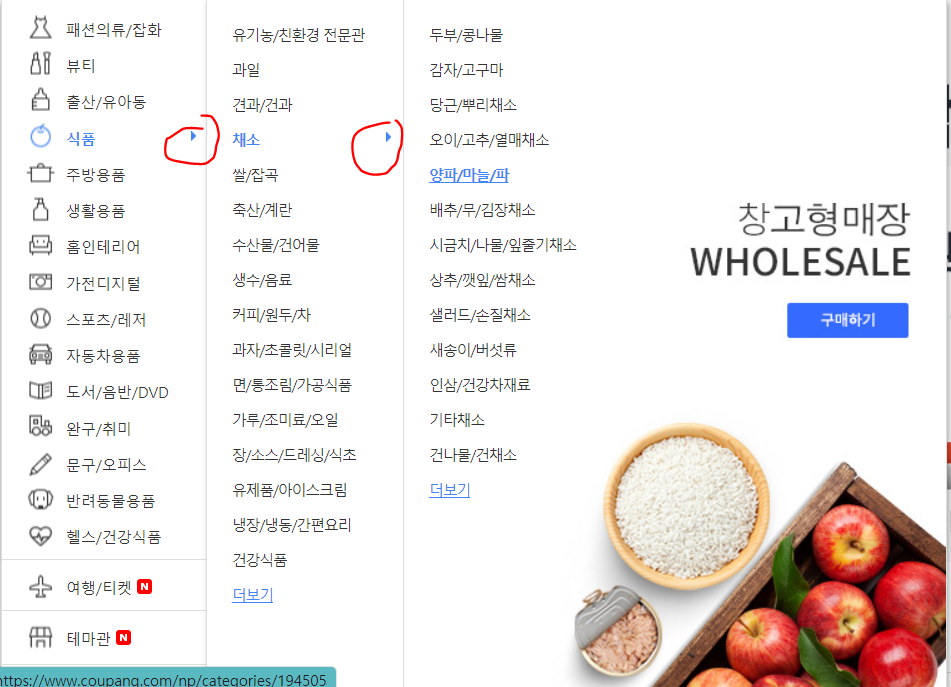 패션의류/잡화
뷰티
출산/유아동
식품
주방용품
생활용품
홈인테리어
가전디지털
스포츠/레저
자동차용품
도서/음반/DVD
완구/취미
문구/오피스
반려동물용품
헬스/건강식품
여행/티켓 N
테마관 N
유기농/친환경 전문관
과일
견과/건과
채소
쌀/잡곡
축산/계란
수산물/건어물
생수/음료
커피/원두/차
과자/초콜릿/시리얼
면/통조림/가공식품
가루/조미료/오일
장/소스/드레싱/식초
유제품/아이스크림
냉장/냉동/간편요리
건강식품
더보기
두부/콩나물
감자/고구마
당근/뿌리채소
오이/고추/열매채소
양파/마늘/파
배추/무/김장채소
시금치/나물/잎줄기채소
상추/깻잎/쌈채소
샐러드/손질채소
새송이/버섯류
인삼/건강차재료
기타채소
건나물/건채소
더보기
창고형매장
WHOLESALE
구매하기
https://www.coupang.com/np/categories/194505